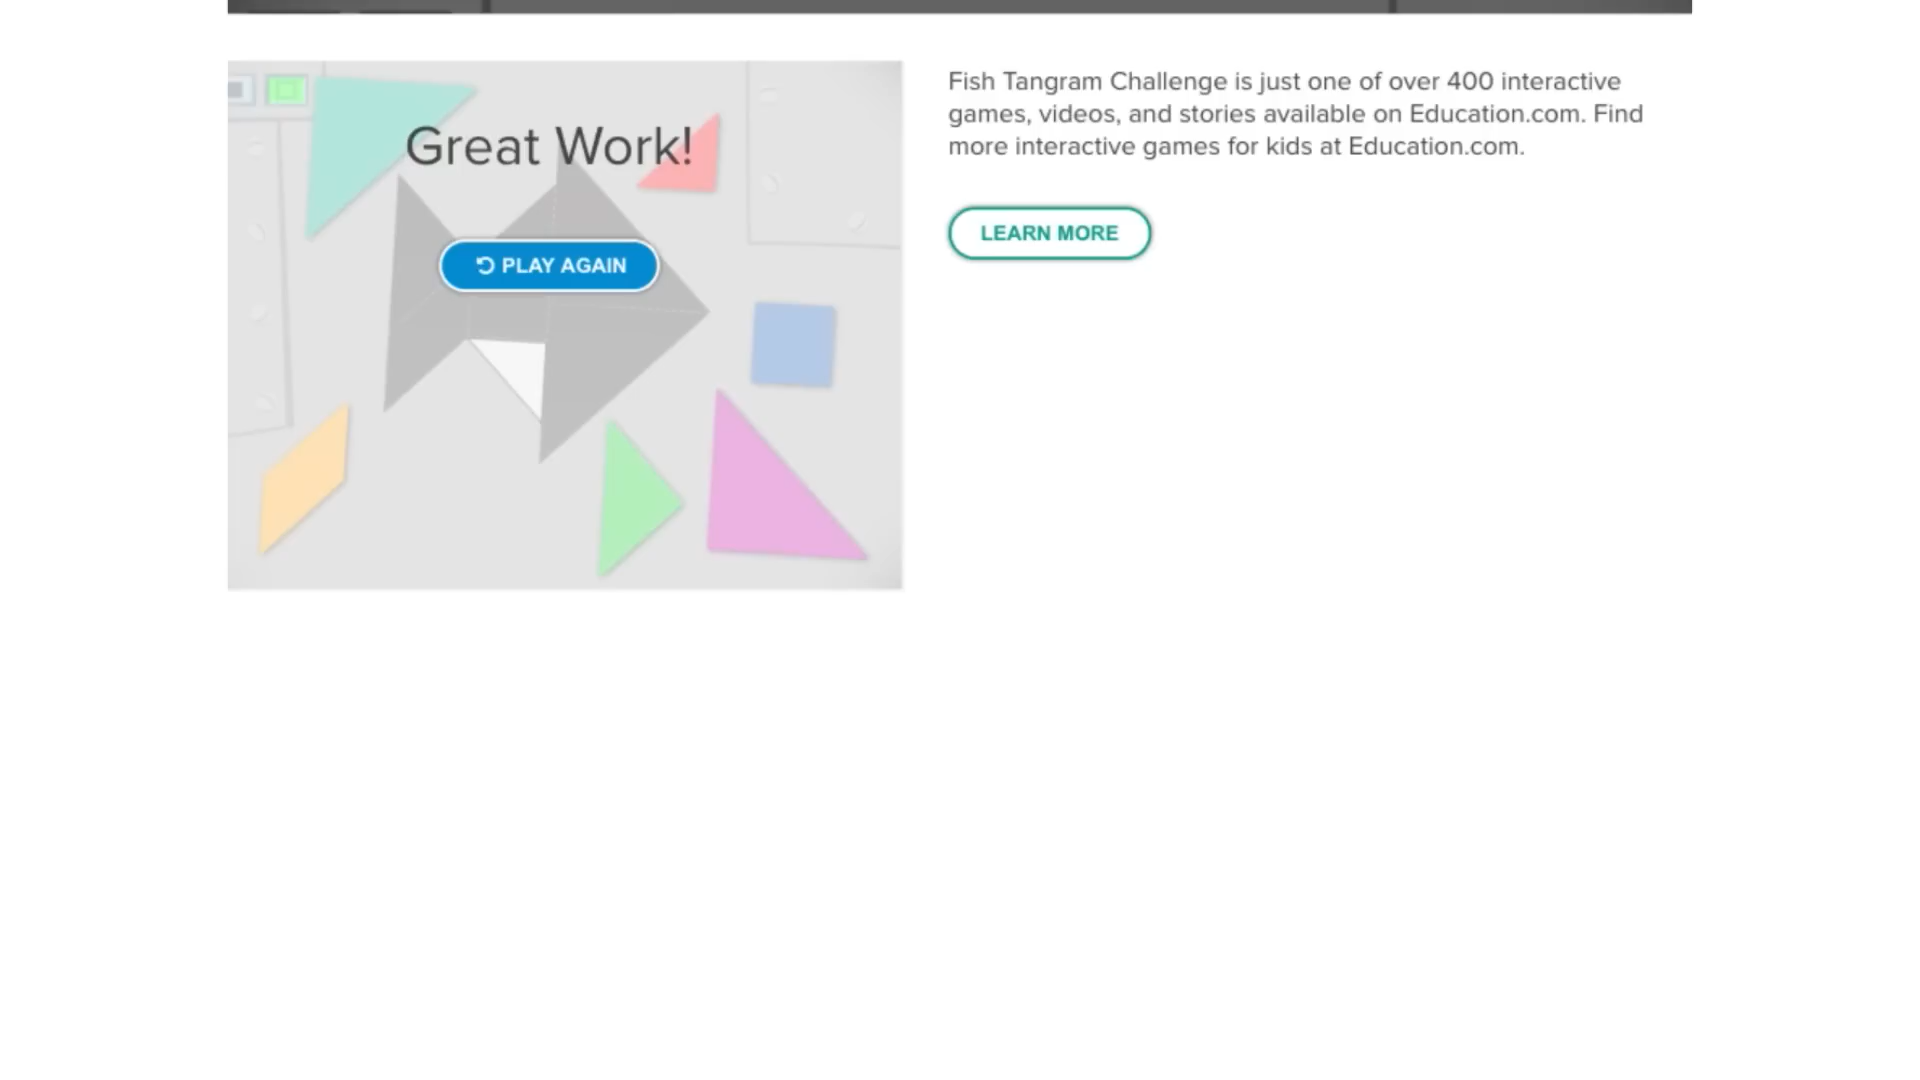 Great Work!
PLAY AGAIN
Fish Tangram Challenge is just one of over 400 interactive
games, videos, and stories available on Education.com. Find
more interactive games for kids at Education.com.
LEARN MORE